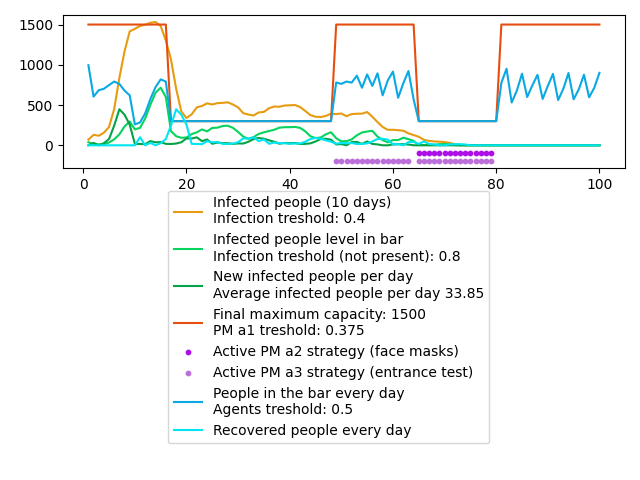 1500
1000
500
0
0 20 40 60 80 100
Infected people (10 days)
Infection treshold: 0.4
Infected people level in bar
Infection treshold (not present): 0.8
New infected people per day
Average infected people per day 33.85
Final maximum capacity: 1500
PM a1 treshold: 0.375
Active PM a2 strategy (face masks)
Active PM a3 strategy (entrance test)
People in the bar every day
Agents treshold: 0.5
Recovered people every day